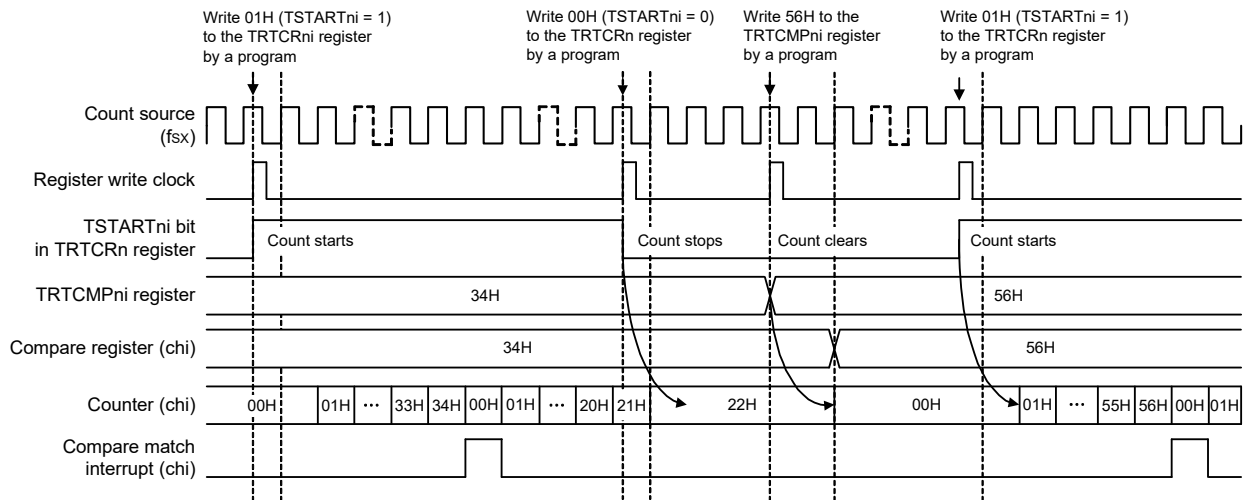 Write 01H (TSTARTni = 1)
to the TRTCRni register
by a program
Write 00H (TSTARTni = 0)
to the TRTCRn register
by a program
Write 56H to the
TRTCMPni register
by a program
Write 01H (TSTARTni = 1)
to the TRTCRn register
by a program
Count source
(fsx)
Register write clock
TSTARTni bit
in TRTCRn register
Count starts
Count stops
Count clears
Count starts
TRTCMPni register
34H
56H
Compare register (chi)
34H
56H
Counter (chi)
00H 01H ··· 33H 34H 00H 01H ··· 20H 21H 22H 00H 01H ··· 55H 56H 00H 01H
Compare match
interrupt (chi)